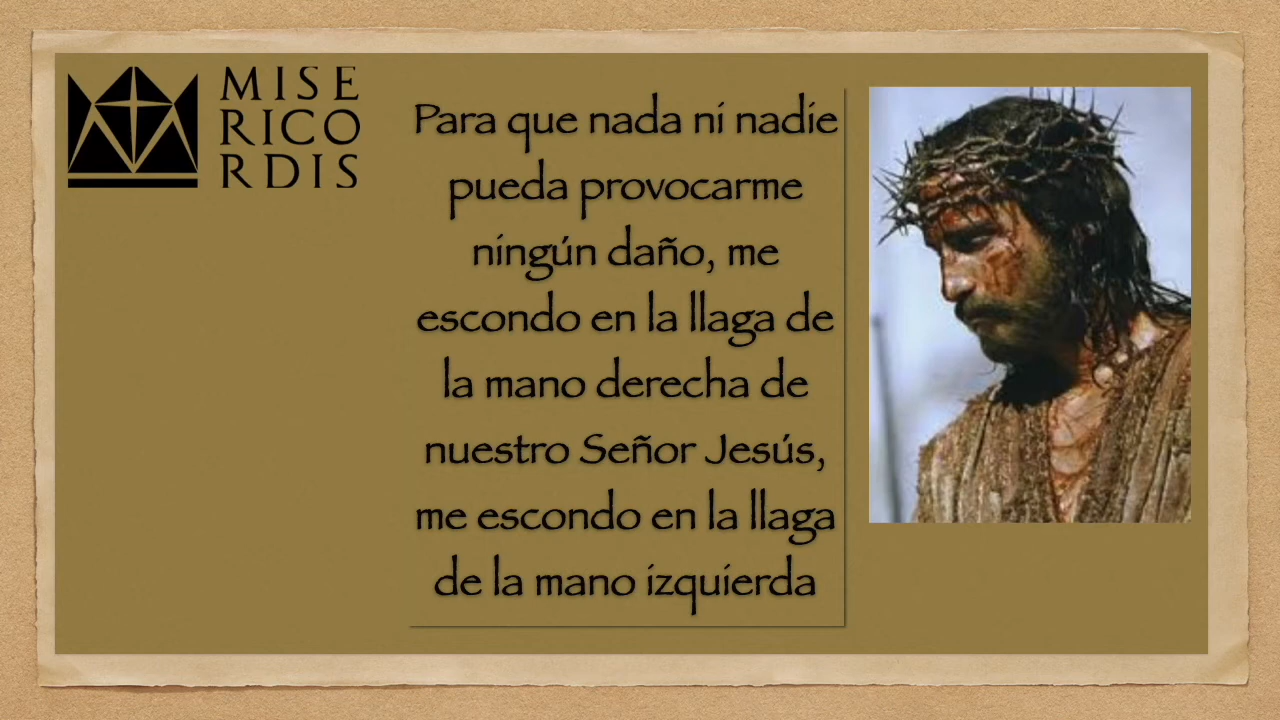 MISE
RICO
RDIS
Para que nada ni nadie
pueda provocarme
ningún daño, me
escondo en la llaga de
la mano derecha de
nuestro Señor Jesús,
me escondo en la llaga
de la mano izquierda